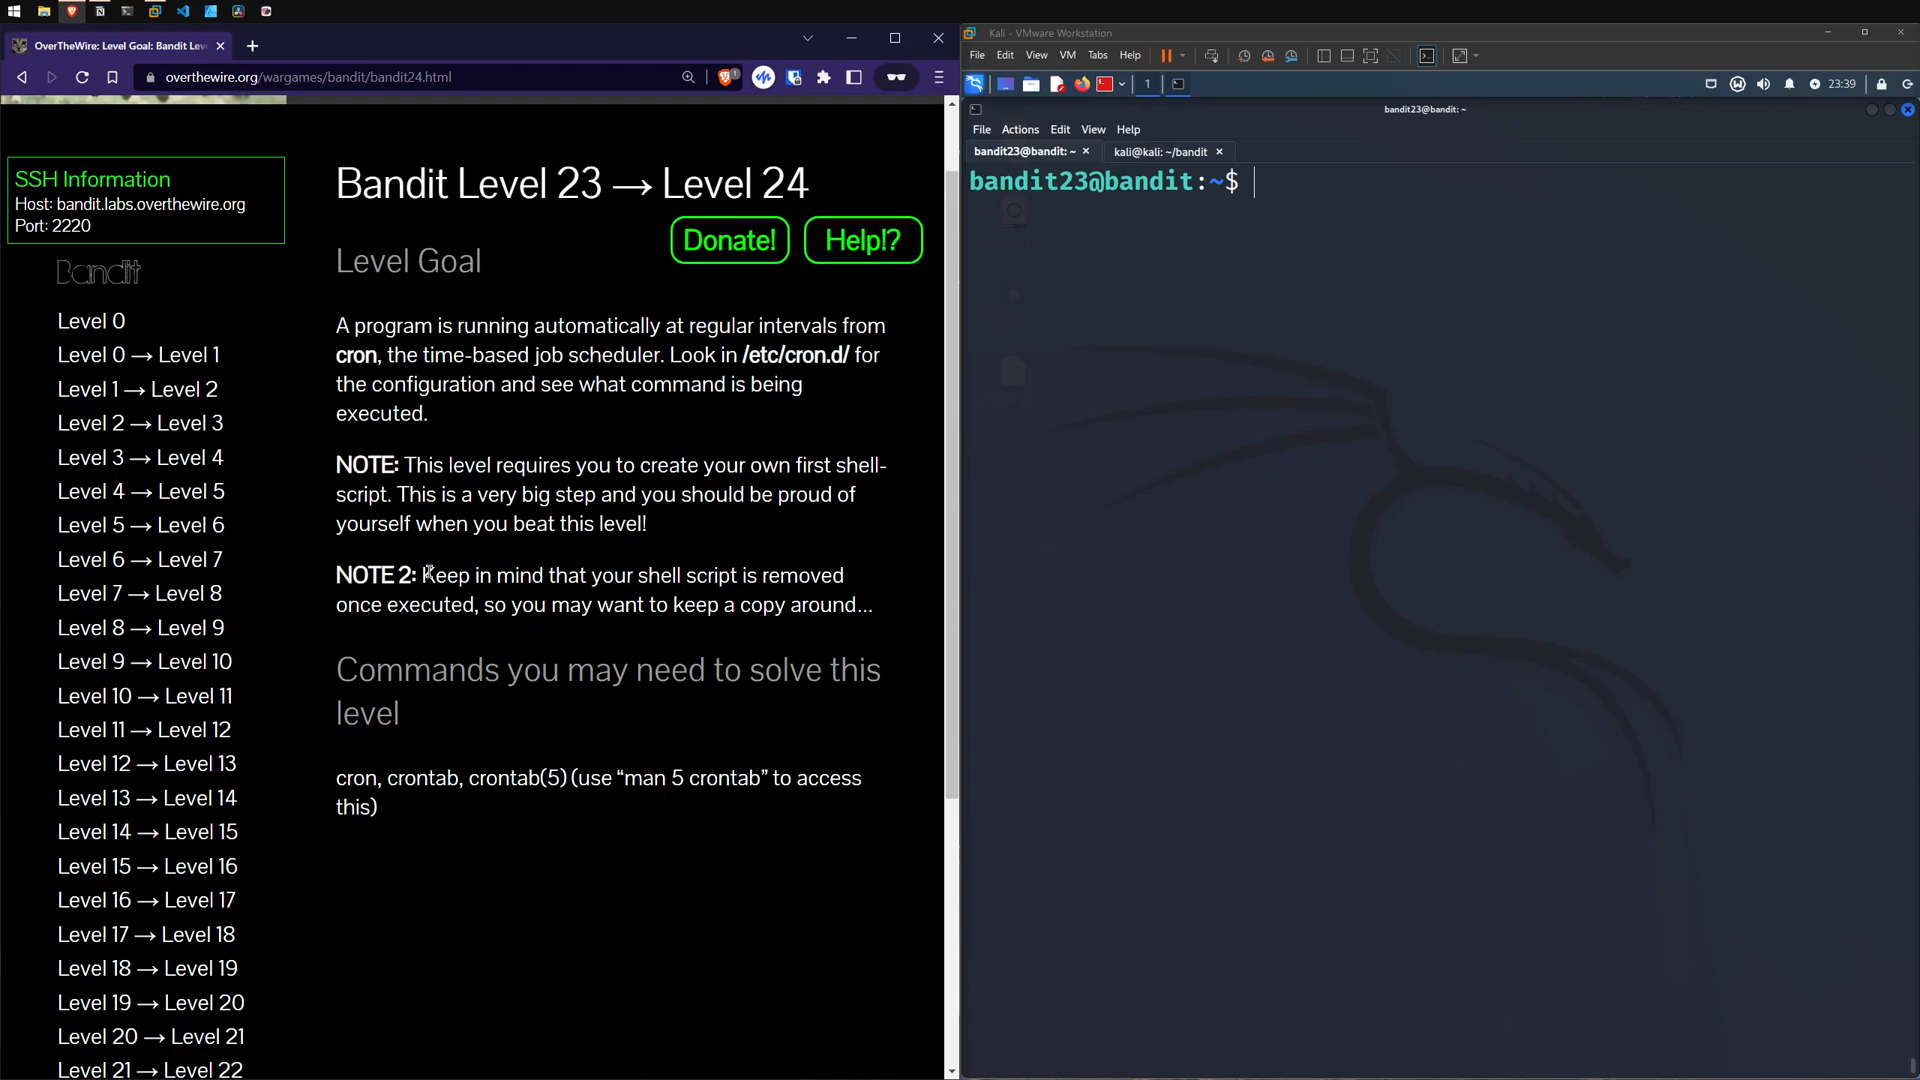 OverTheWire: Level Goal: Bandit Lev
overthewire.org/wargames/bandit/bandit24.html
1
SSH Information
Host: bandit.labs.overthewire.org
Port: 2220
Bandit
Level 0
Level 0 → Level 1
Level 1 → Level 2
Level 2 → Level 3
Level 3 → Level 4
Level 4 → Level 5
Level 5 → Level 6
Level 6 → Level 7
Level 7 → Level 8
Level 8 → Level 9
Level 9 → Level 10
Level 10 → Level 11
Level 11 → Level 12
Level 12 → Level 13
Level 13 → Level 14
Level 14 → Level 15
Level 15 → Level 16
Level 16 → Level 17
Level 17 → Level 18
Level 18 → Level 19
Level 19 → Level 20
Level 20 → Level 21
Level 21 → Level 22
Bandit Level 23 → Level 24
Donate!
Help!?
Level Goal
A program is running automatically at regular intervals from
cron, the time-based job scheduler. Look in /etc/cron.d/ for
the configuration and see what command is being
executed.
NOTE: This level requires you to create your own first shell-
script. This is a very big step and you should be proud of
yourself when you beat this level!
NOTE 2: Keep in mind that your shell script is removed
once executed, so you may want to keep a copy around…
Commands you may need to solve this
level
cron, crontab, crontab(5) (use “man 5 crontab” to access
this)
Kali - VMware Workstation
File Edit View VM Tabs Help
1
23:39
bandit23@bandit: ~
File Actions Edit View Help
bandit23@bandit: ~
kali@kali: ~/bandit
bandit23@bandit:~$